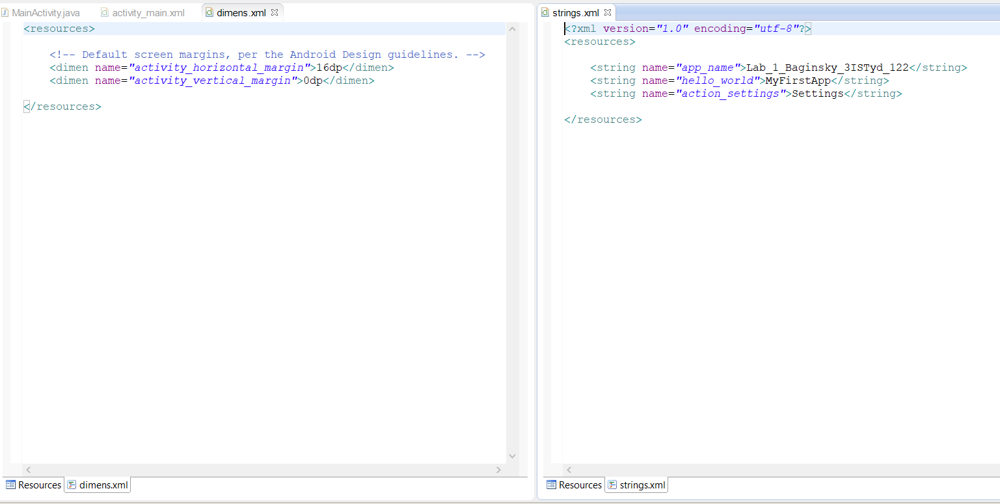 MainActivity.java activity_main.xml dimens.xml
<resources>
<!-- Default screen margins, per the Android Design guidelines. -->
<dimen name="activity_horizontal_margin">16dp</dimen>
<dimen name="activity_vertical_margin">0dp</dimen>
</resources>
Resources dimens.xml
strings.xml
<?xml version="1.0" encoding="utf-8"?>
<resources>
<string name="app_name">Lab_1_Baginsky_3ISTyd_122</string>
<string name="hello_world">MyFirstApp</string>
<string name="action_settings">Settings</string>
</resources>
Resources strings.xml